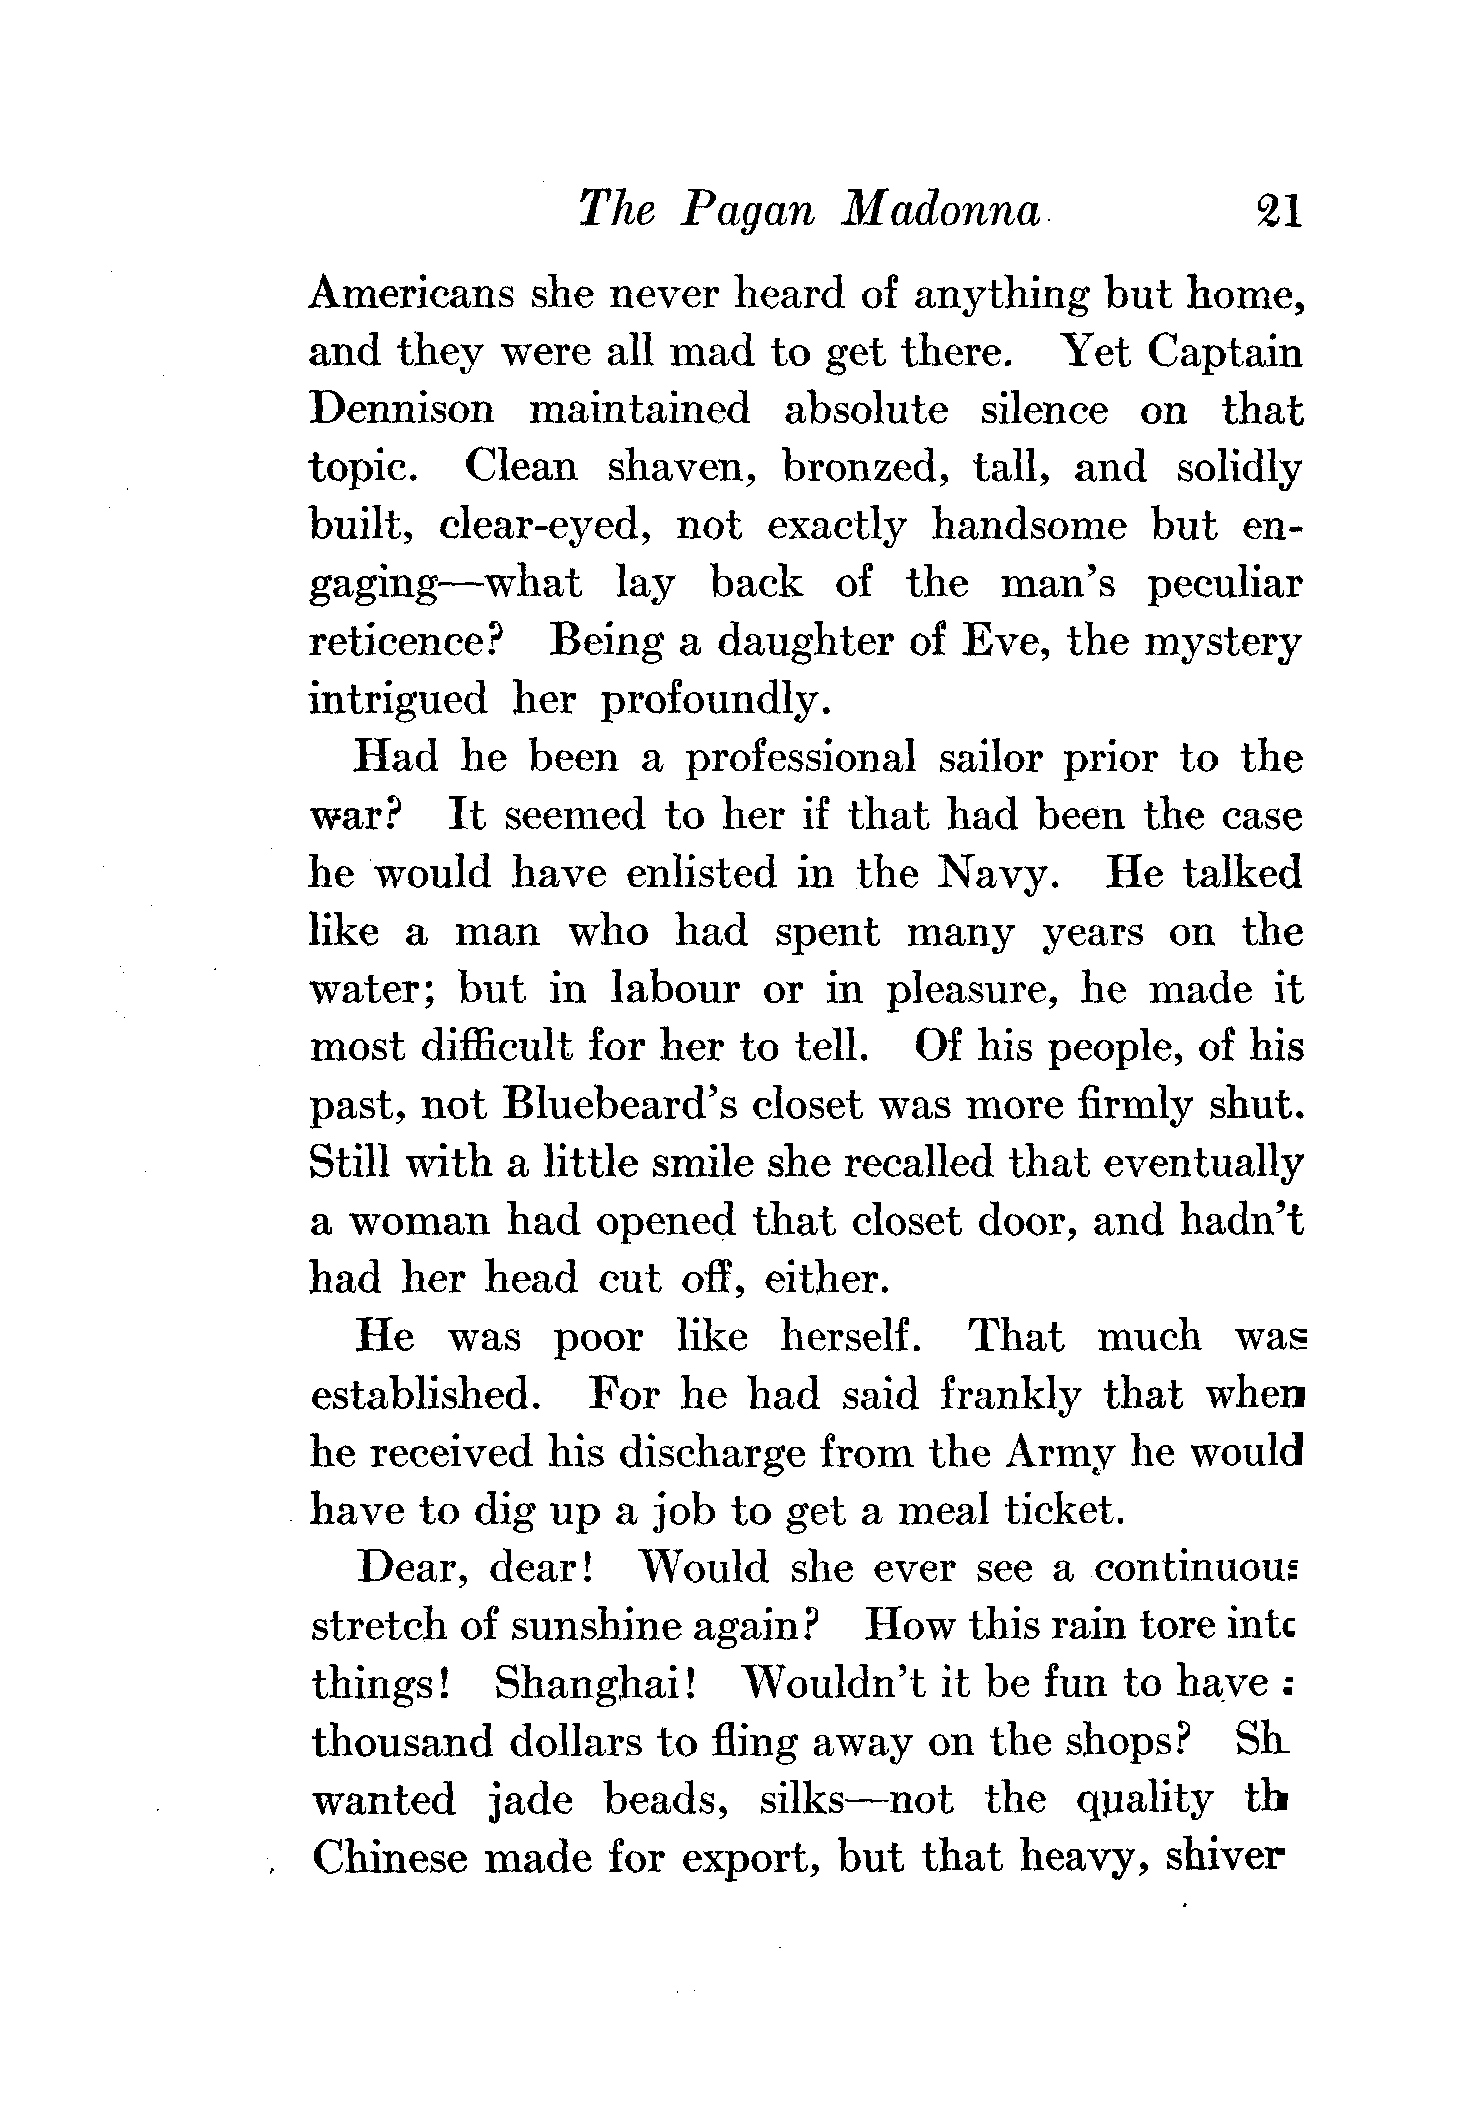 The Pagan Madonna 21
Americans she never heard of anything but home,
and they were all mad to get there. Yet Captain
Dennison maintained absolute silence on that
topic. Clean shaven, bronzed, tall, and solidly
built, clear-eyed, not exactly handsome but en-
gaging—what lay back of the man's peculiar
reticence? Being a daughter of Eve, the mystery
intrigued her profoundly.
Had he been a professional sailor prior to the
war? It seemed to her if that had been the case
he would have enlisted in the Navy. He talked
like a man who had spent many years on the
water; but in labour or in pleasure, he made it
most difficult for her to tell. Of his people, of his
past, not Bluebeard's closet was more firmly shut.
Still with a little smile she recalled that eventually
a woman had opened that closet door, and hadn't
had her head cut off, either.
He was poor like herself. That much was
established. For he had said frankly that when
he received his discharge from the Army he would
have to dig up a job to get a meal ticket.
Dear, dear! Would she ever see a continuous
stretch of sunshine again? How this rain tore into
things! Shanghai! Wouldn't it be fun to have
thousand dollars to fling away on the shops? Sh
wanted jade beads, silks—not the quality th
Chinese made for export, but that heavy, shiver